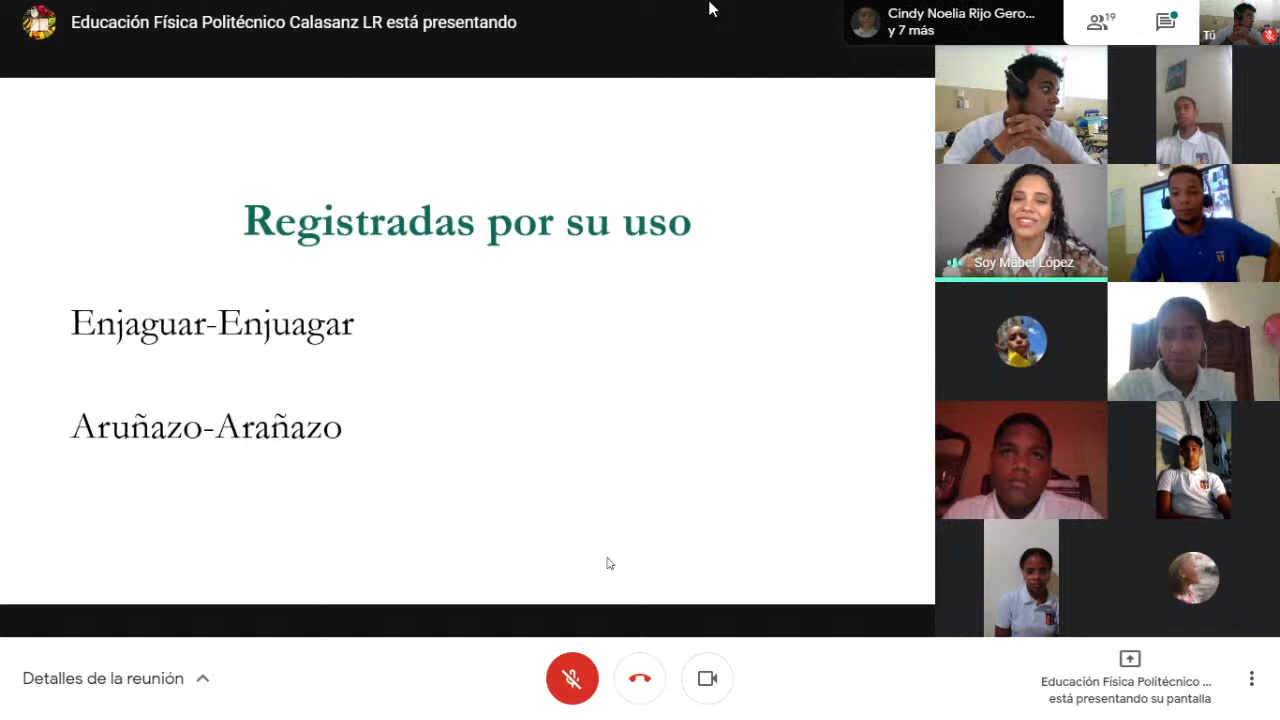 Educación Física Politécnico Calasanz LR está presentando
Cindy Noelia Rijo Gero...
y 7 más
19
Tú
Registradas por su uso
Enjaguar-Enjuagar
Aruñazo-Arañazo
Soy Mabel López
Detalles de la reunión
Educación Física Politécnico ...
está presentando su pantalla